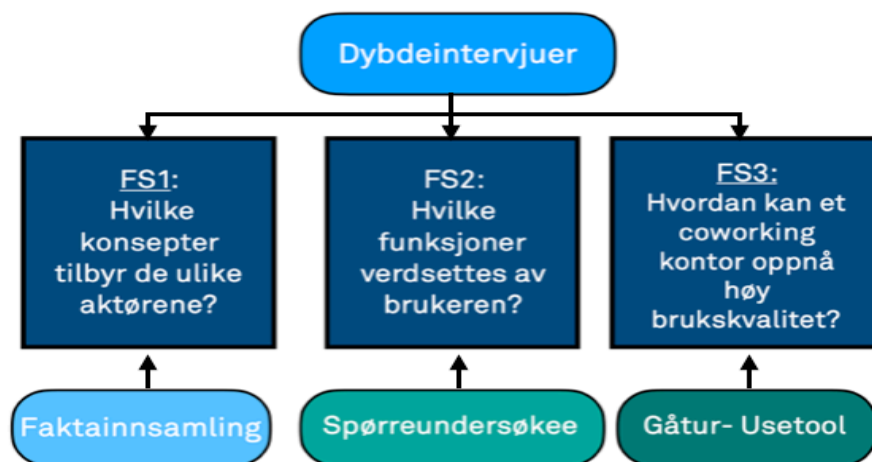 Dybdeintervjuer
FS1:
Hvilke
konsepter
tilbyr de ulike
aktørene?
FS2:
Hvilke
funksjoner
verdsettes av
brukeren?
FS3:
Hvordan kan et
coworking
kontor oppnå
høy
brukskvalitet?
Faktainnsamling
Spørreundersøkee
Gåtur- Usetool